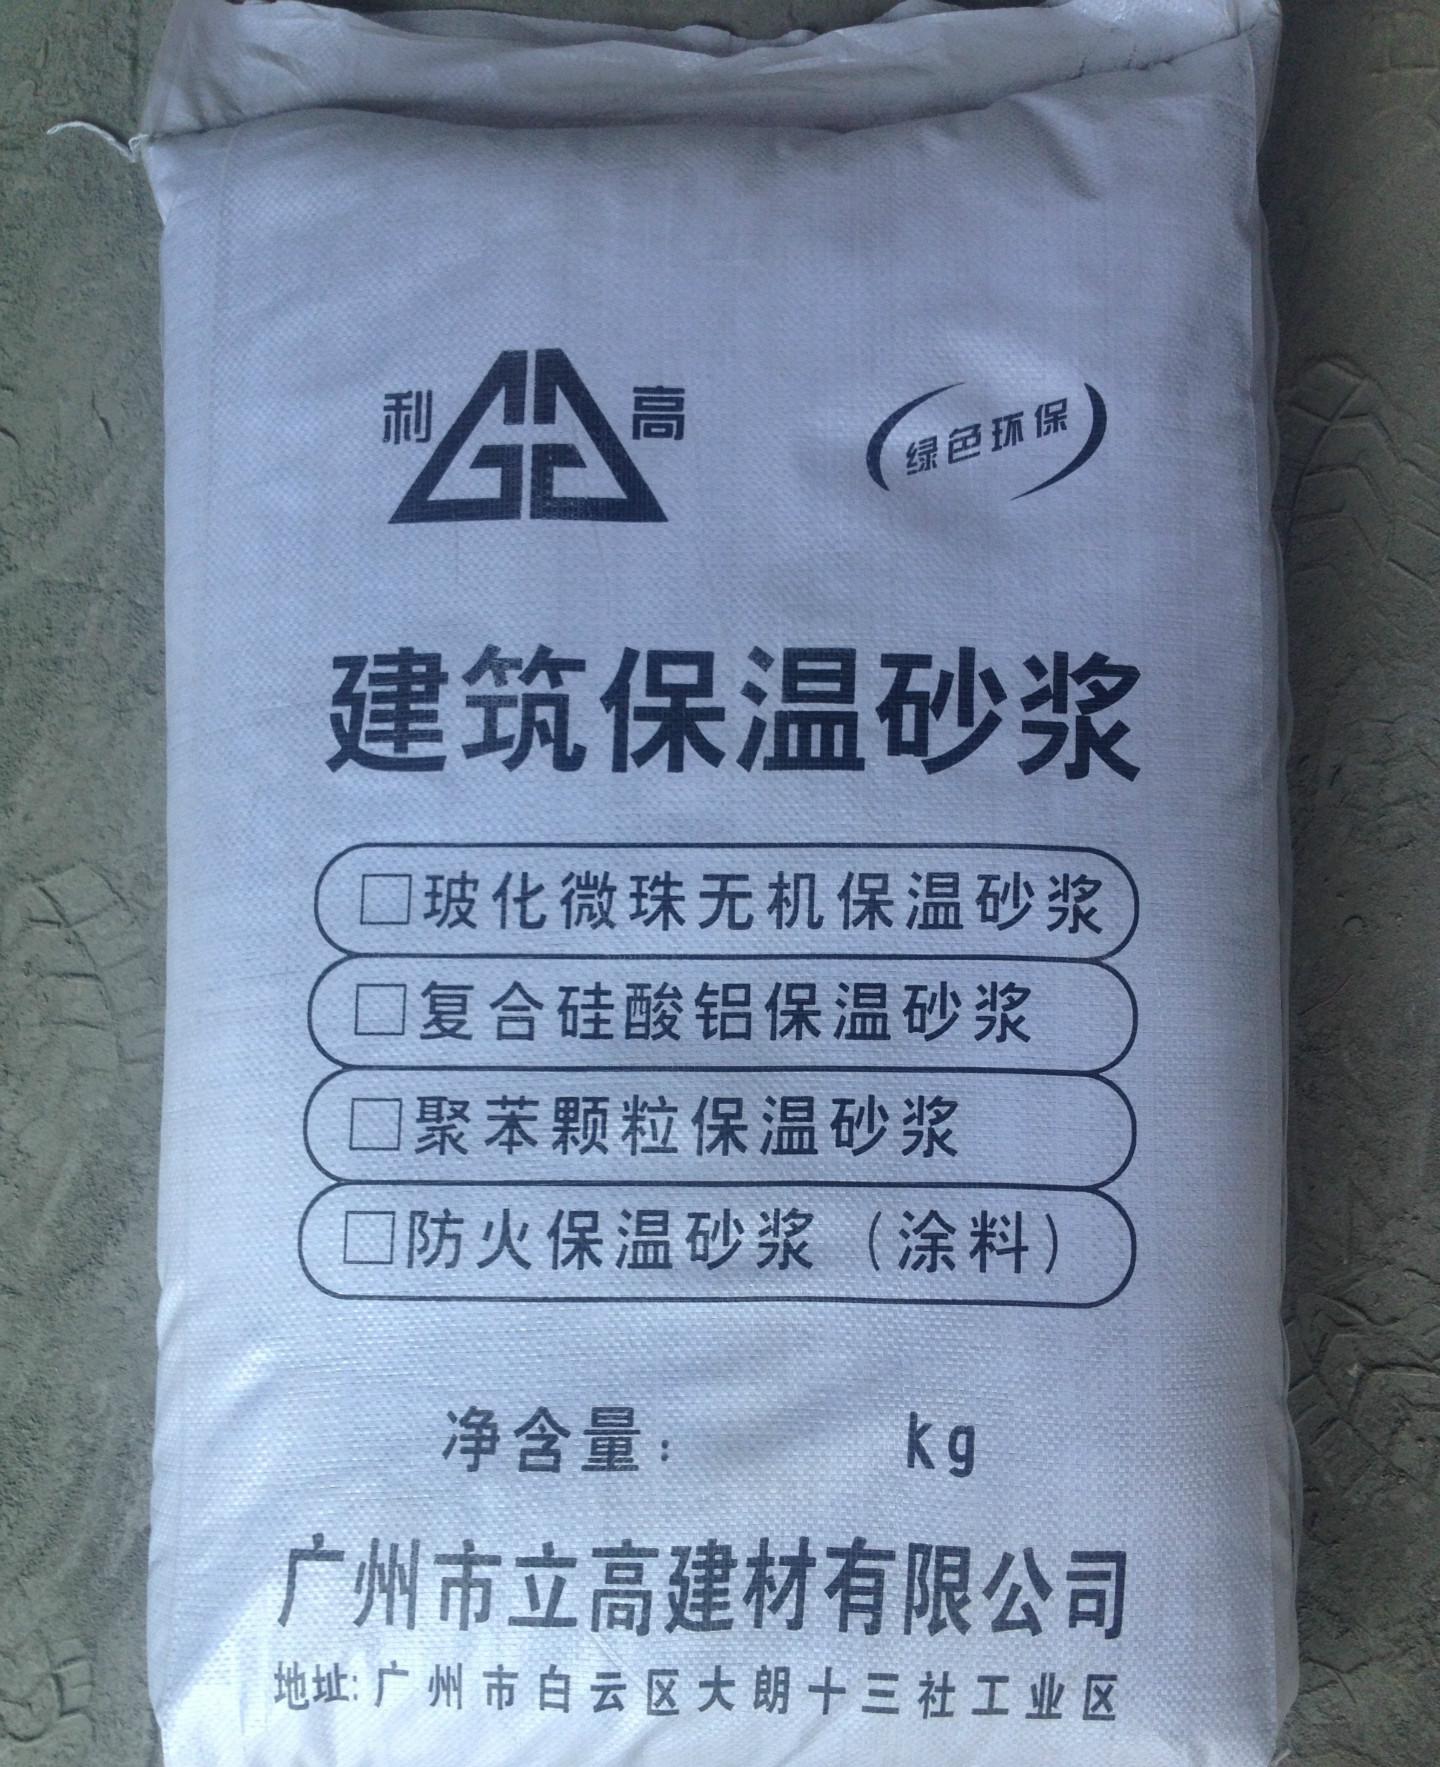 利 高
绿色环保
建筑保温砂浆
□玻化微珠无机保温砂浆
□复合硅酸铝保温砂浆
□聚苯颗粒保温砂浆
□防火保温砂浆（涂料）
净含量： kg
广州市立高建材有限公司
地址:广州市白云区大朗十三社工业区